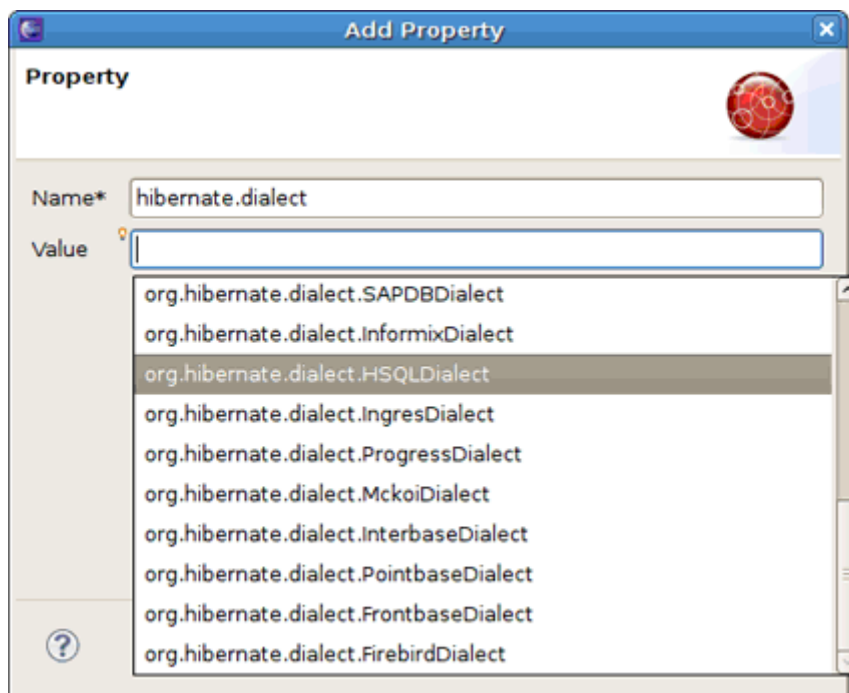 Add Property
Property
Name* hibernate.dialect
Value
org.hibernate.dialect.SAPDBDialect
org.hibernate.dialect.InformixDialect
org.hibernate.dialect.HSQLDialect
org.hibernate.dialect.IngresDialect
org.hibernate.dialect.ProgressDialect
org.hibernate.dialect.MckoiDialect
org.hibernate.dialect.InterbaseDialect
org.hibernate.dialect.PointbaseDialect
org.hibernate.dialect.FrontbaseDialect
org.hibernate.dialect.FirebirdDialect